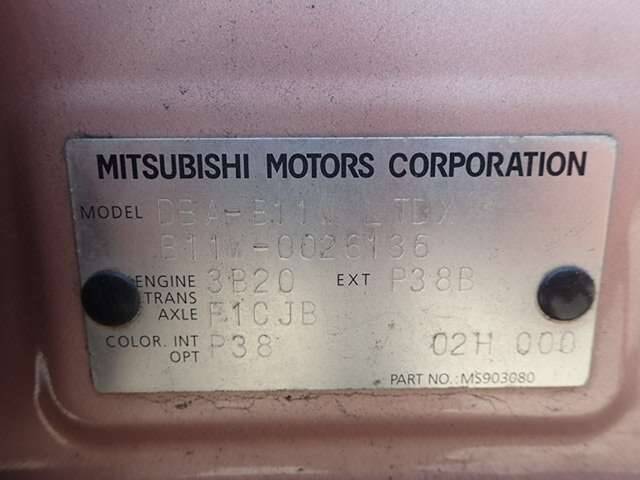 MITSUBISHI MOTORS CORPORATION
MODEL DBA-B11W LTDX
B11W-0026136
ENGINE 3B20 EXT P38B
TRANS
AXLE F1CJB
COLOR. INT P38 02H 000
OPT
PART NO.: MS903080